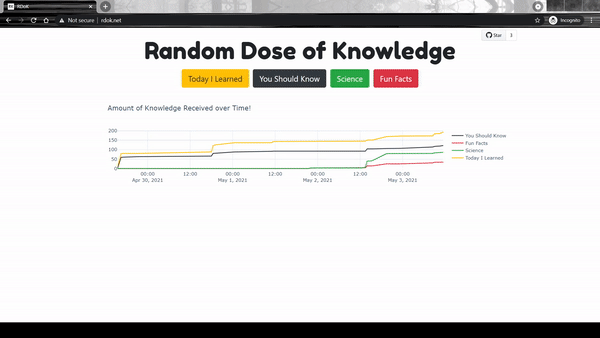 RDoK
Not secure | rdok.net
Incognito
Star 3
Random Dose of Knowledge
Today I Learned You Should Know Science Fun Facts
Amount of Knowledge Received over Time!
200
150
100
50
0
00:00 12:00 00:00 12:00 00:00 12:00 00:00
Apr 30, 2021 May 1, 2021 May 2, 2021 May 3, 2021
You Should Know
Fun Facts
Science
Today I Learned